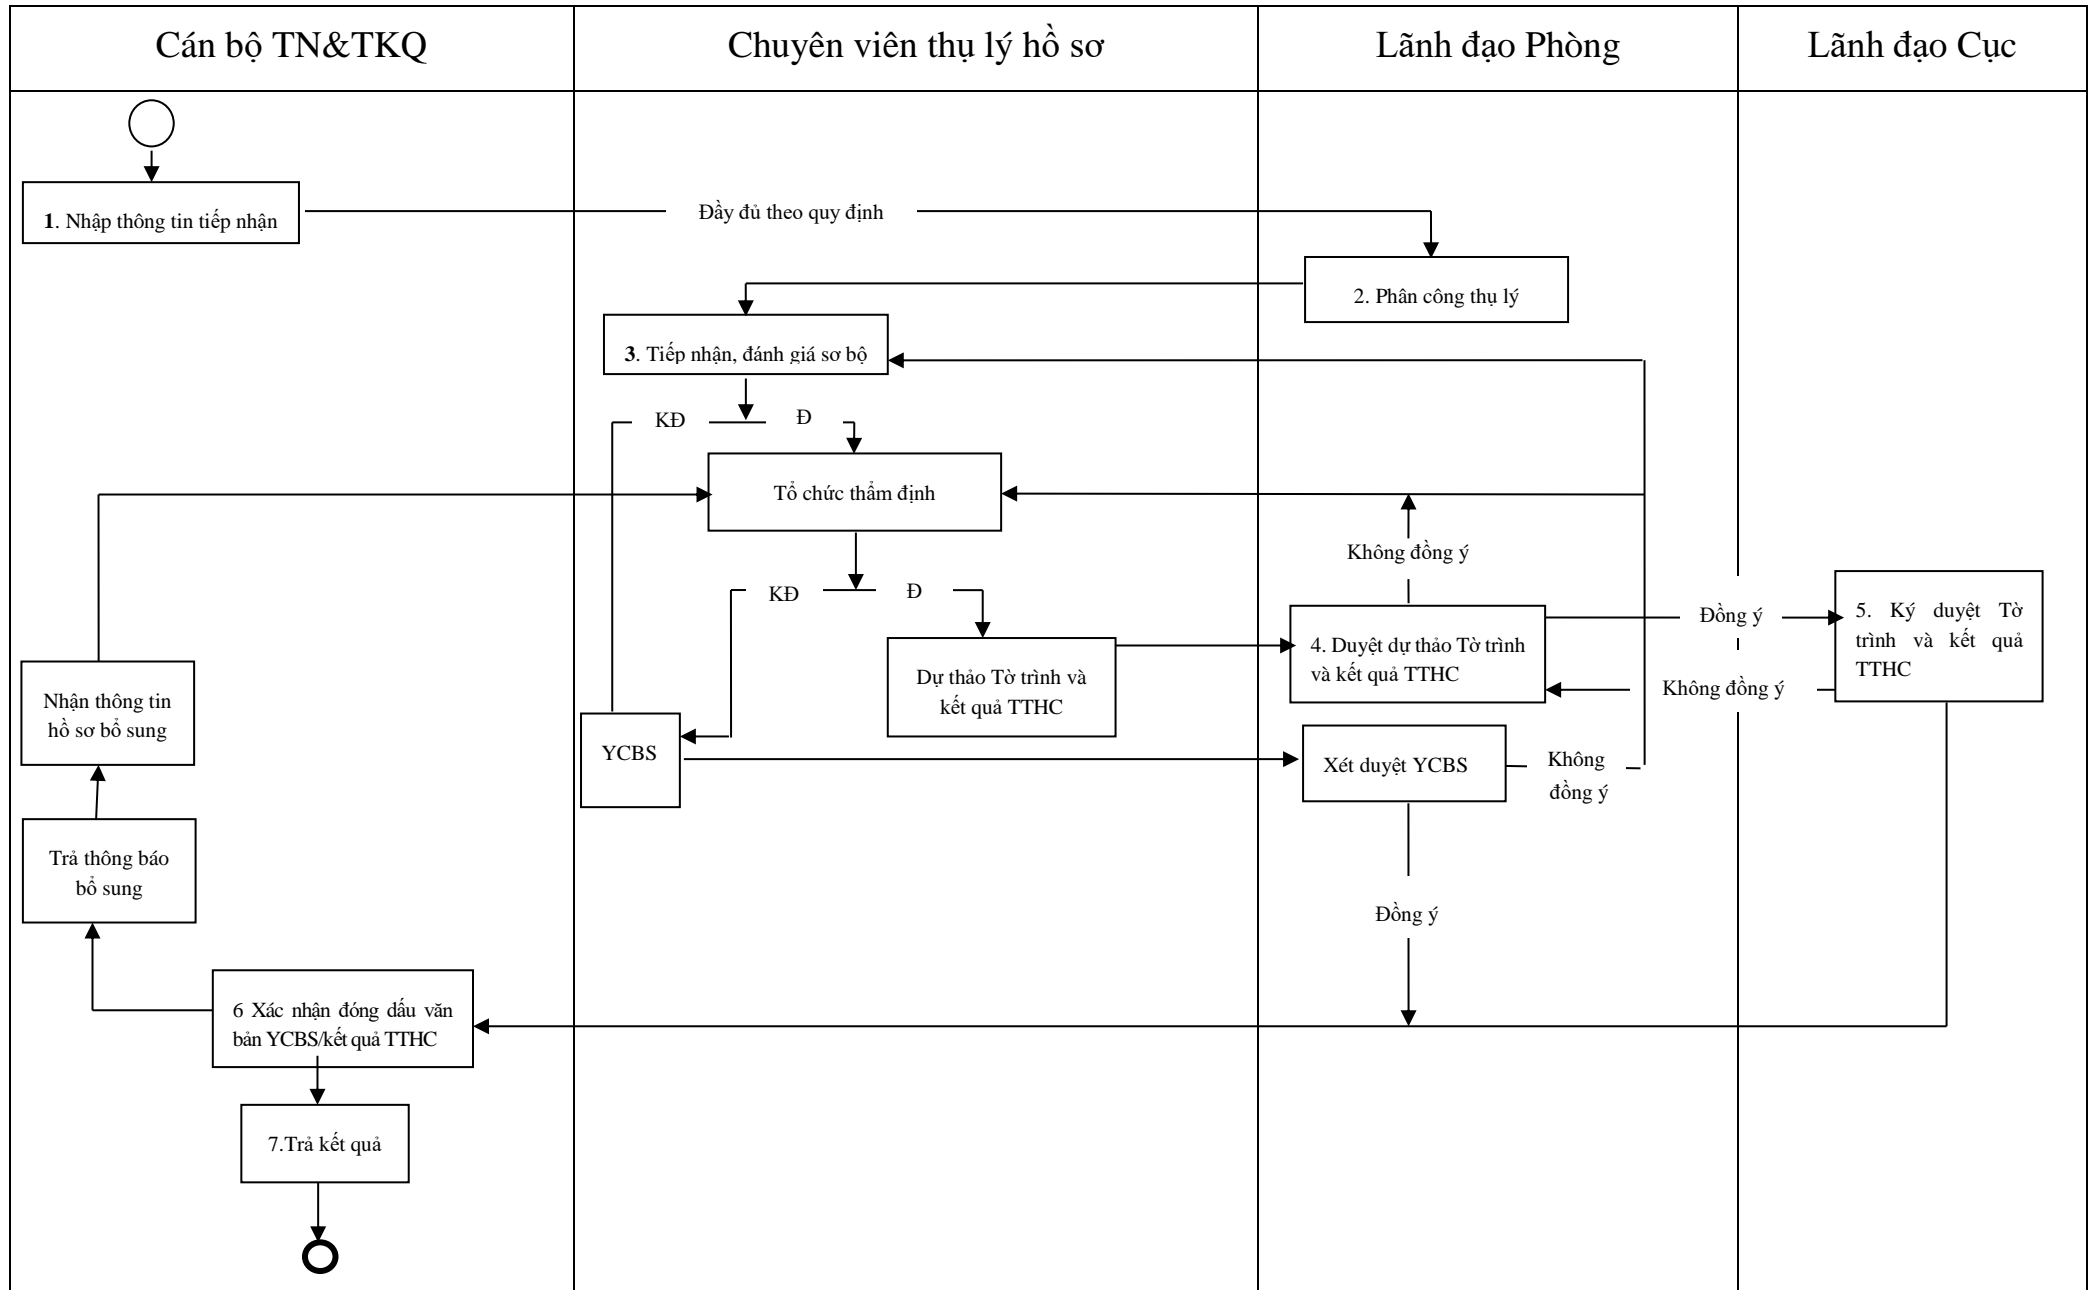 Cán bộ TN&TKQ
Chuyên viên thụ lý hồ sơ
Lãnh đạo Phòng
Lãnh đạo Cục
1. Nhập thông tin tiếp nhận
Đầy đủ theo quy định
2. Phân công thụ lý
3. Tiếp nhận, đánh giá sơ bộ
KĐ
Đ
Tổ chức thẩm định
Không đồng ý
KĐ
Đ
Đồng ý
5. Ký duyệt Tờ
trình và kết quả
TTHC
4. Duyệt dự thảo Tờ trình
và kết quả TTHC
Dự thảo Tờ trình và
kết quả TTHC
Không đồng ý
Nhận thông tin
hồ sơ bổ sung
YCBS
Xét duyệt YCBS
Không
đồng ý
Trả thông báo
bổ sung
Đồng ý
6 Xác nhận đóng dấu văn
bản YCBS/kết quả TTHC
7.Trả kết quả